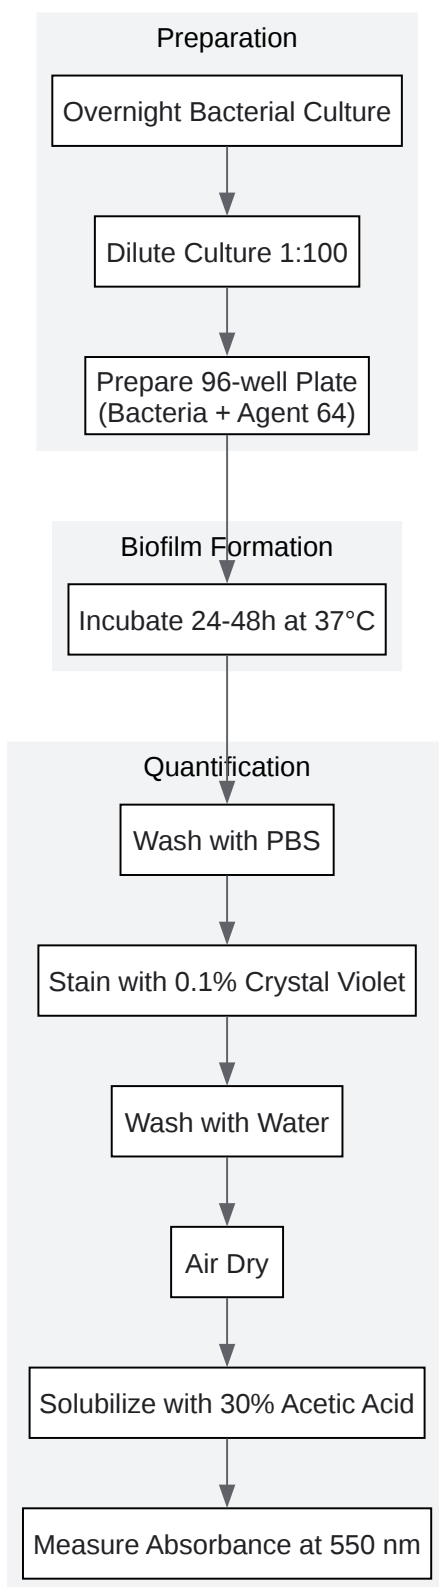 Preparation
Overnight Bacterial Culture
Dilute Culture 1:100
Prepare 96-well Plate
(Bacteria + Agent 64)
Biofilm Formation
Incubate 24-48h at 37°C
Quantification
Wash with PBS
Stain with 0.1% Crystal Violet
Wash with Water
Air Dry
Solubilize with 30% Acetic Acid
Measure Absorbance at 550 nm